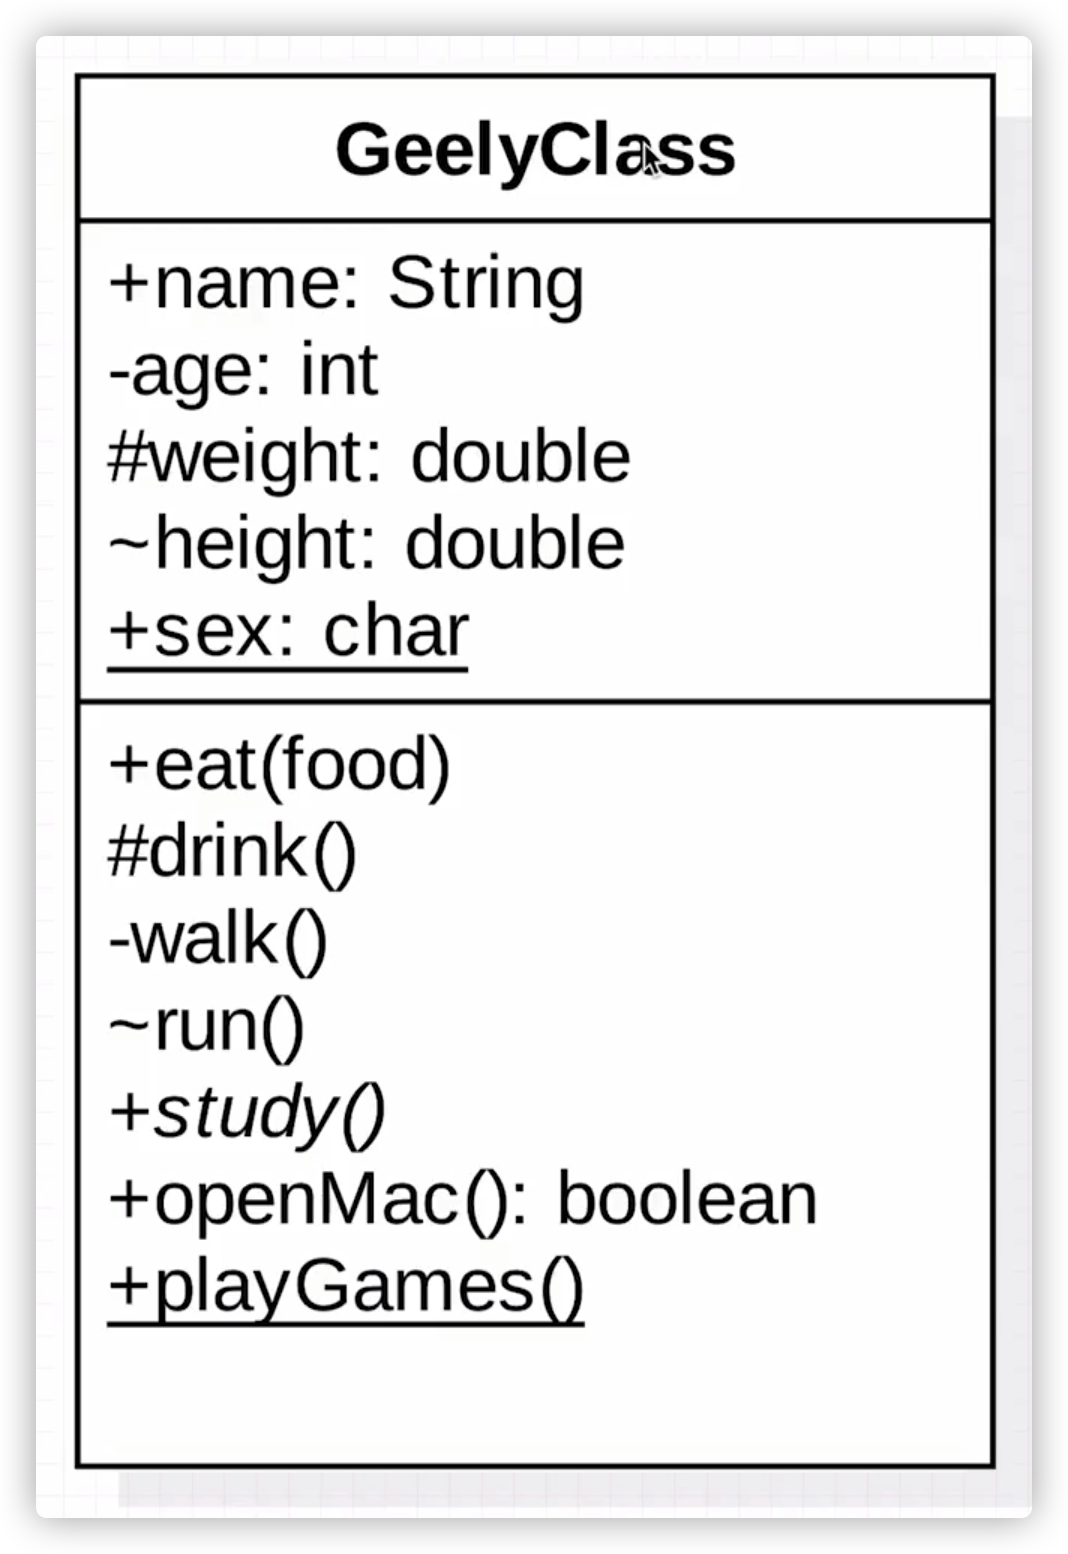 GeelyClass
+name: String
-age: int
#weight: double
~height: double
+sex: char
+eat(food)
#drink()
-walk()
~run()
+study()
+openMac(): boolean
+playGames()